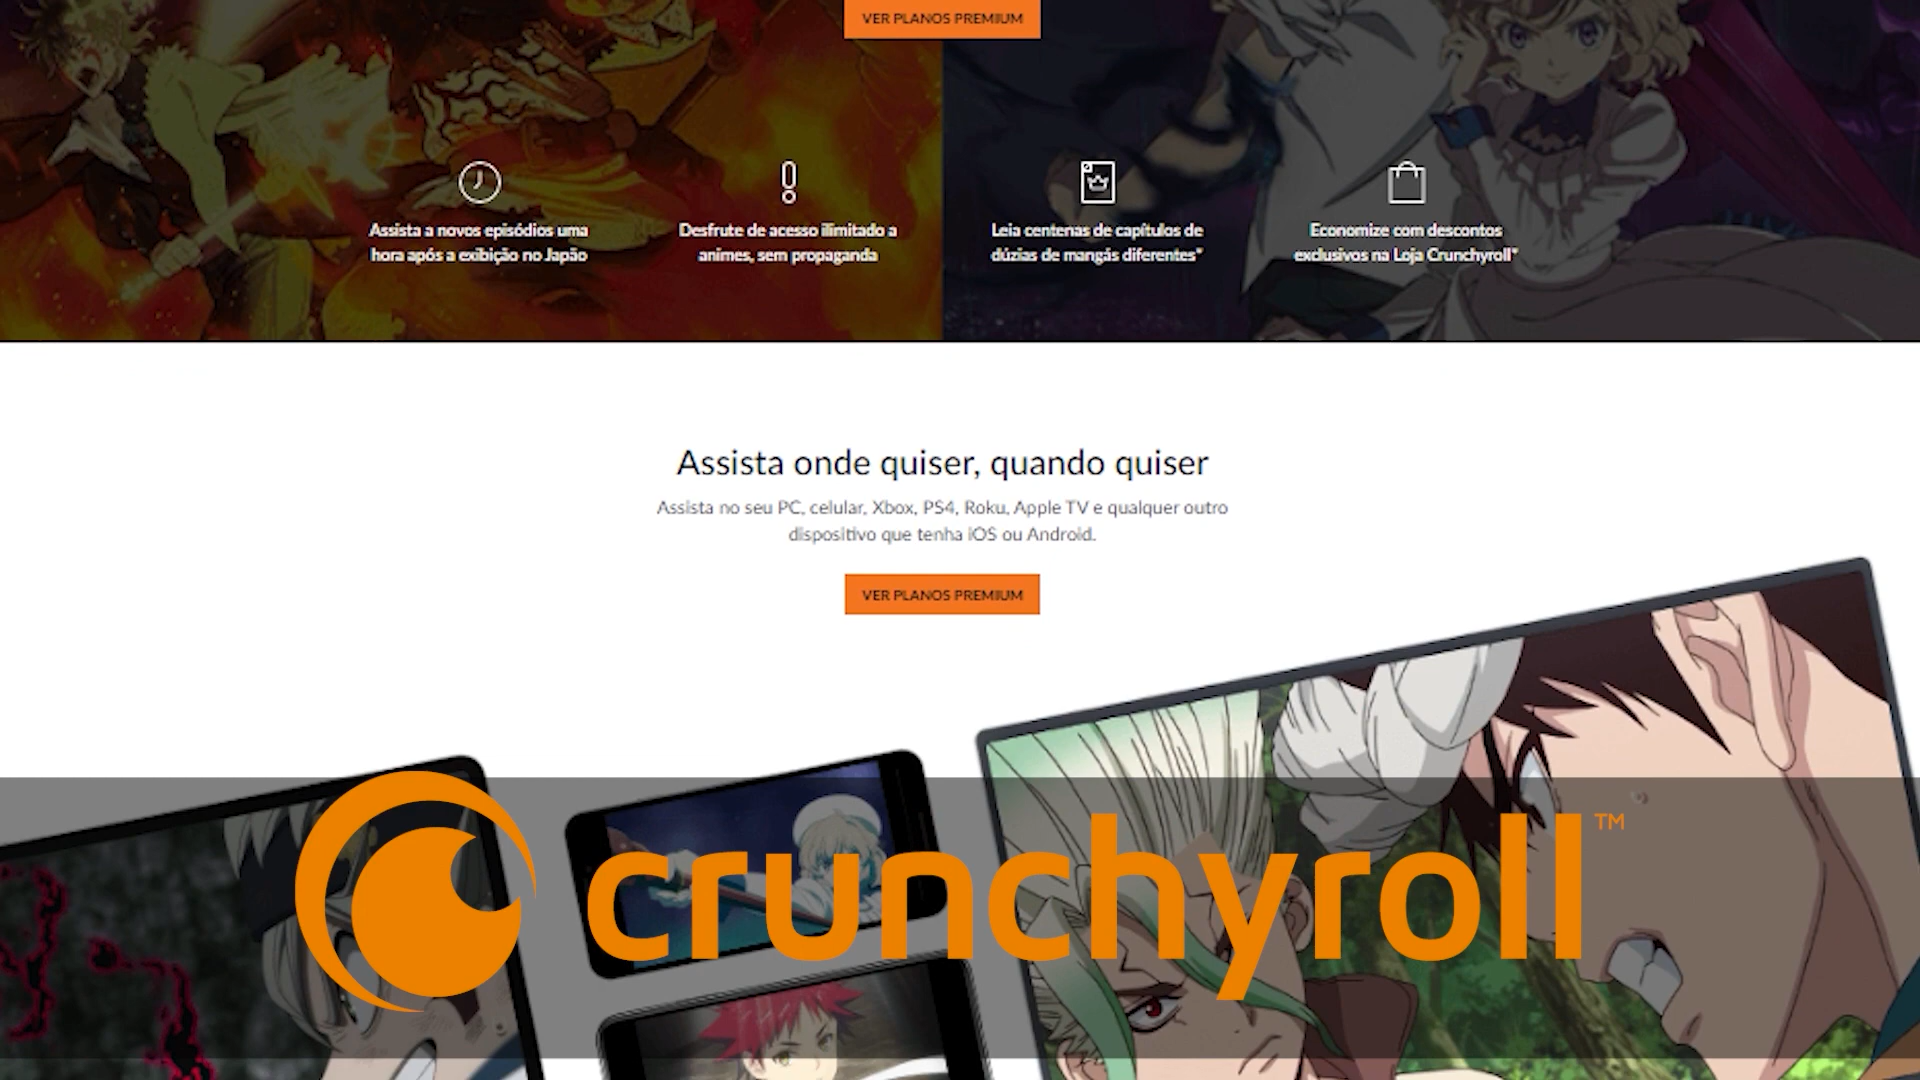 VER PLANOS PREMIUM
Assista a novos episódios uma
hora após a exibição no Japão
Desfrute de acesso ilimitado a
animes, sem propaganda
Leia centenas de capítulos de
dúzias de mangás diferentes*
Economize com descontos
exclusivos na Loja Crunchyroll*
Assista onde quiser, quando quiser
Assista no seu PC, celular, Xbox, PS4, Roku, Apple TV e qualquer outro
dispositivo que tenha iOS ou Android.
VER PLANOS PREMIUM
crunchyroll™